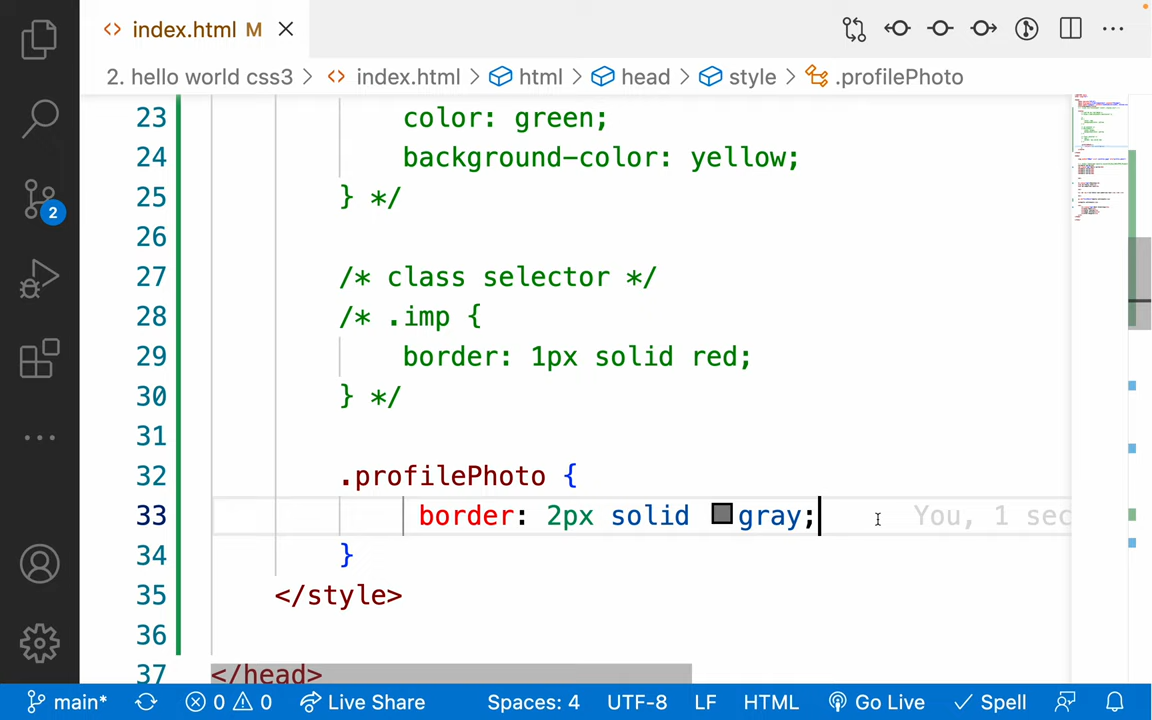 index.html M
2. hello world css3 > index.html > html > head > style > .profilePhoto
23 color: green;
24 background-color: yellow;
25 } */
26
27 /* class selector */
28 /* .imp {
29 border: 1px solid red;
30 } */
31
32 .profilePhoto {
33 border: 2px solid gray; You, 1 sec
34 }
35 </style>
36
37 </head>
2
main* 0 0 Live Share Spaces: 4 UTF-8 LF HTML Go Live Spell